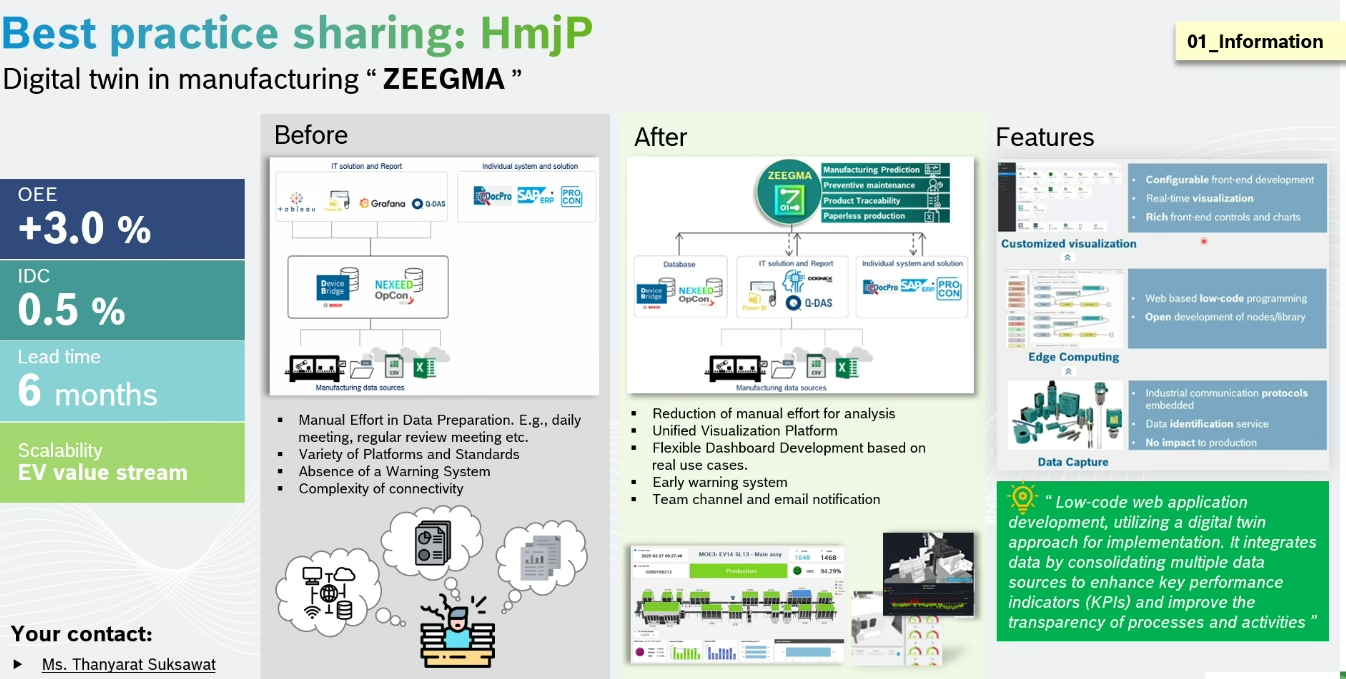 Best practice sharing: HmjP
01_Information
Digital twin in manufacturing “ ZEEGMA ”
OEE
+3.0 %
IDC
0.5 %
Lead time
6 months
Scalability
EV value stream
Your contact:
Ms. Thanyarat Suksawat
Before
IT solution and Report
Individual system and solution
+ableau
Power BI
Grafana
Q-DAS
DocPro
SAP ERP
PRO CON
Device Bridge
BOSCH
NEXEED
OpCon
CSV
Manufacturing data sources
▪ Manual Effort in Data Preparation. E.g., daily
meeting, regular review meeting etc.
▪ Variety of Platforms and Standards
▪ Absence of a Warning System
▪ Complexity of connectivity
After
ZEEGMA
Manufacturing Prediction
Preventive maintenance
Product Traceability
Paperless production
Database
IT solution and Report
Individual system and solution
Device Bridge
BOSCH
NEXEED
OpCon
Power BI
COGNEX
Q-DAS
DocPro
SAP ERP
PRO CON
CSV
Manufacturing data sources
▪ Reduction of manual effort for analysis
▪ Unified Visualization Platform
▪ Flexible Dashboard Development based on
real use cases.
▪ Early warning system
▪ Team channel and email notification
MOE3: EV14 SL13 - Main assy
Production
1648
1468
94.29%
Features
• Configurable front-end development
• Real-time visualization
• Rich front-end controls and charts
Customized visualization
• Web based low-code programming
• Open development of nodes/library
Edge Computing
• Industrial communication protocols
embedded
• Data identification service
• No impact to production
Data Capture
“ Low-code web application
development, utilizing a digital twin
approach for implementation. It integrates
data by consolidating multiple data
sources to enhance key performance
indicators (KPIs) and improve the
transparency of processes and activities ”